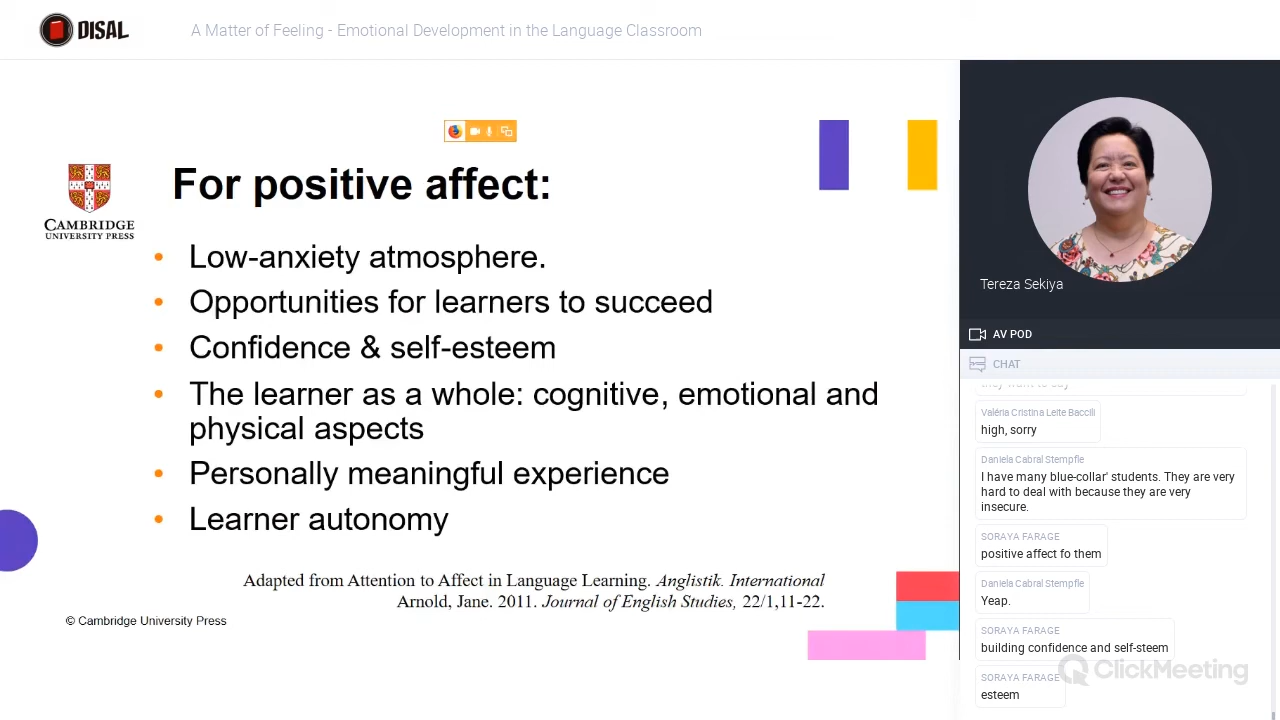 DISAL
A Matter of Feeling - Emotional Development in the Language Classroom
CAMBRIDGE
UNIVERSITY PRESS
For positive affect:
• Low-anxiety atmosphere.
• Opportunities for learners to succeed
• Confidence & self-esteem
• The learner as a whole: cognitive, emotional and
physical aspects
• Personally meaningful experience
• Learner autonomy
Adapted from Attention to Affect in Language Learning. Anglistik. International
Arnold, Jane. 2011. Journal of English Studies, 22/1,11-22.
© Cambridge University Press
Tereza Sekiya
AV POD
CHAT
they want to say
Valéria Cristina Leite Baccili
high, sorry
Daniela Cabral Stempfle
I have many blue-collar' students. They are very
hard to deal with because they are very
insecure.
SORAYA FARAGE
positive affect fo them
Daniela Cabral Stempfle
Yeap.
SORAYA FARAGE
building confidence and self-steem
SORAYA FARAGE
esteem
ClickMeeting